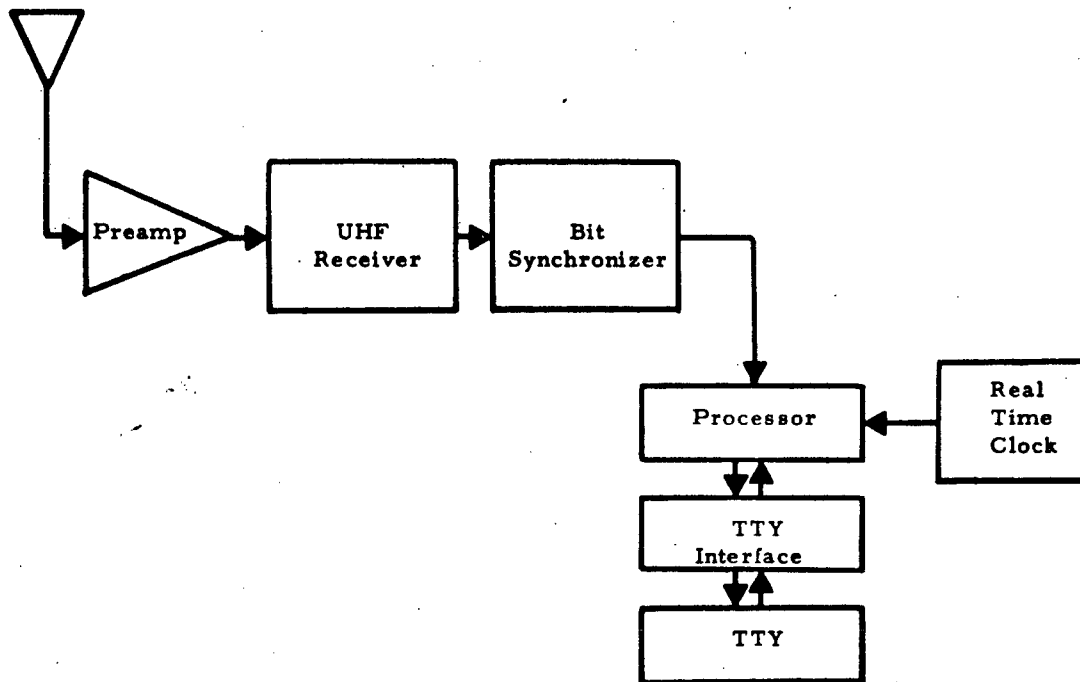 Preamp
UHF
Receiver
Bit
Synchronizer
Processor
Real
Time
Clock
TTY
Interface
TTY